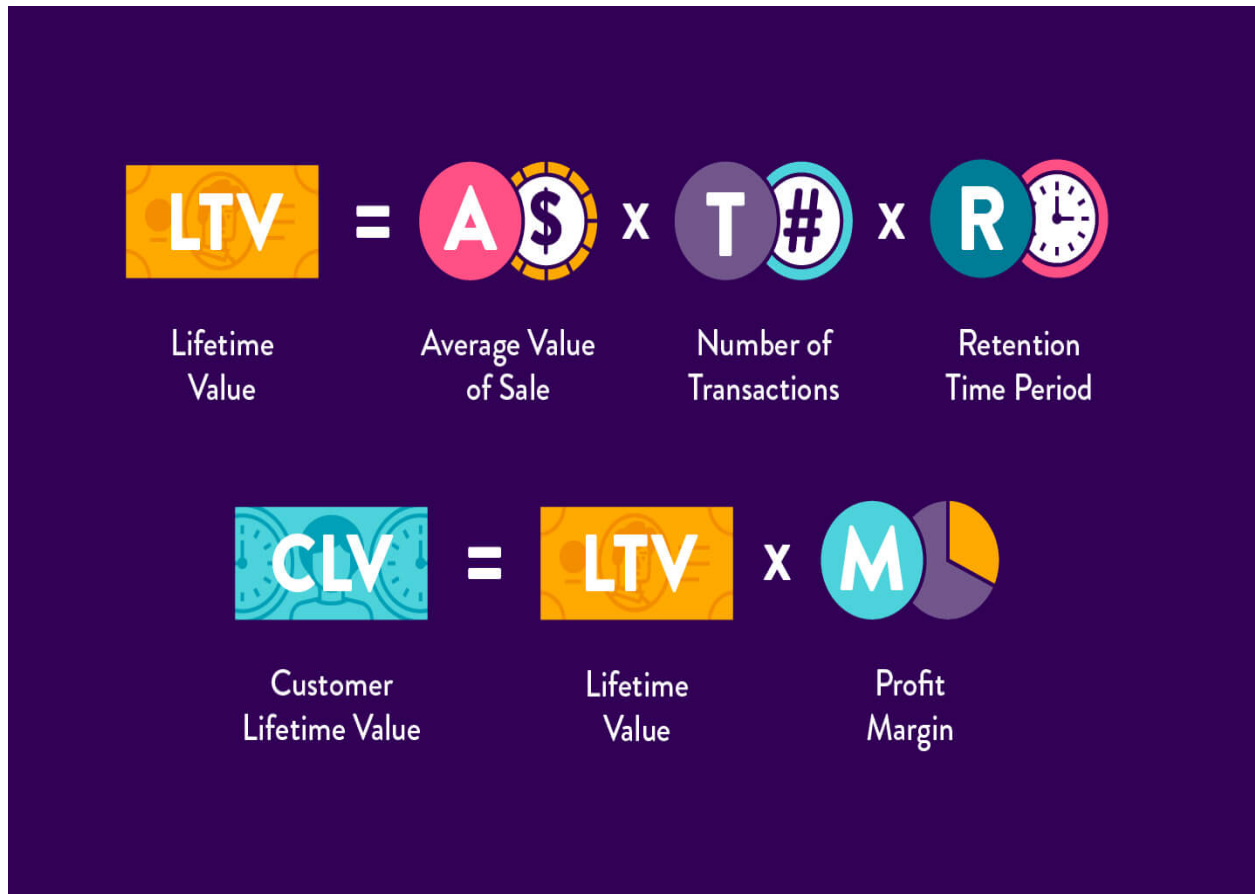 LTV = A $ x T # x R
Lifetime Average Value Number of Retention
Value of Sale Transactions Time Period
CLV = LTV x M
Customer Lifetime Profit
Lifetime Value Value Margin